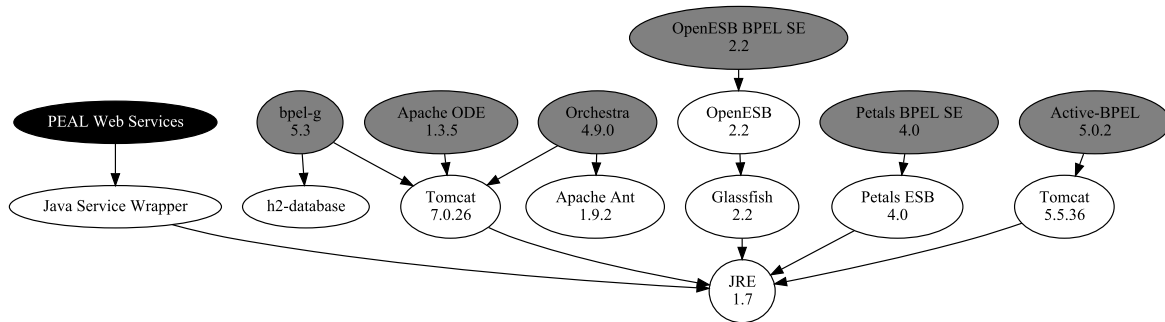 OpenESB BPEL SE
2.2
PEAL Web Services
bpel-g
5.3
Apache ODE
1.3.5
Orchestra
4.9.0
OpenESB
2.2
Petals BPEL SE
4.0
Active-BPEL
5.0.2
Java Service Wrapper
h2-database
Tomcat
7.0.26
Apache Ant
1.9.2
Glassfish
2.2
Petals ESB
4.0
Tomcat
5.5.36
JRE
1.7